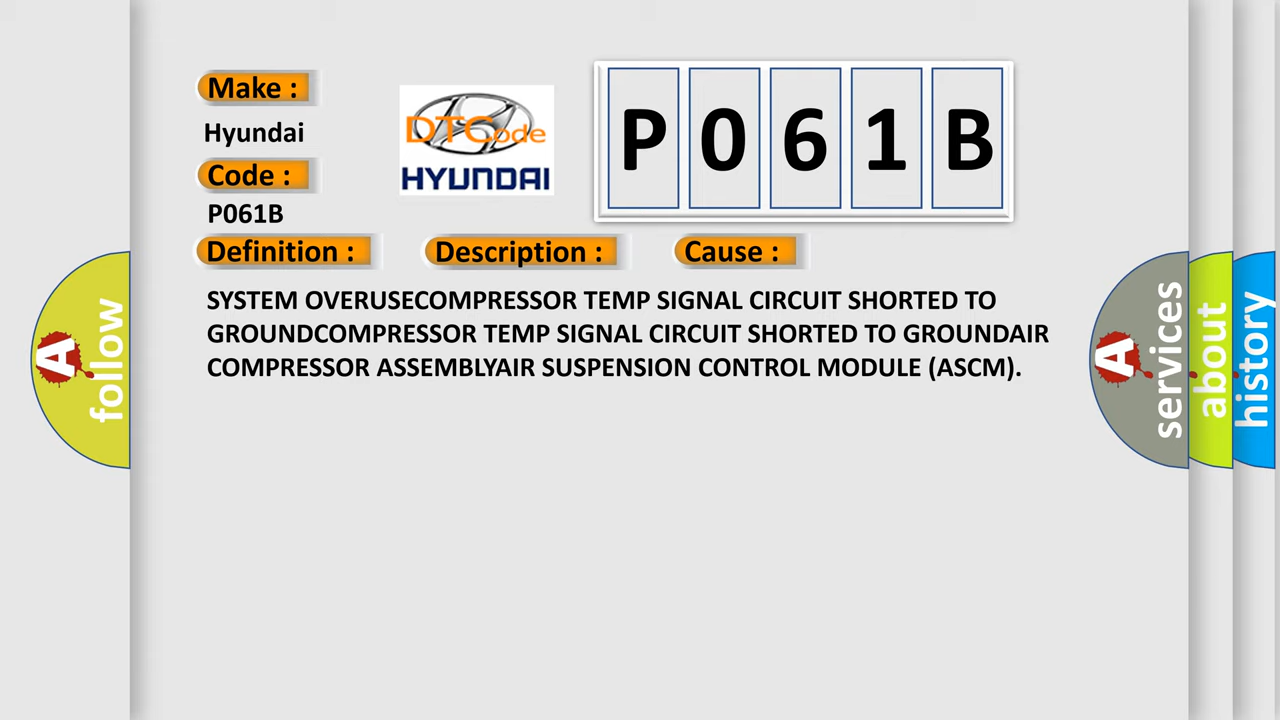 Make :
Hyundai
Code :
P061B
DTCode
HYUNDAI
P 0 6 1 B
Definition :
Description :
Cause :
SYSTEM OVERUSECOMPRESSOR TEMP SIGNAL CIRCUIT SHORTED TO
GROUNDCOMPRESSOR TEMP SIGNAL CIRCUIT SHORTED TO GROUNDAIR
COMPRESSOR ASSEMBLYAIR SUSPENSION CONTROL MODULE (ASCM).
A
follow
A
services
about
history